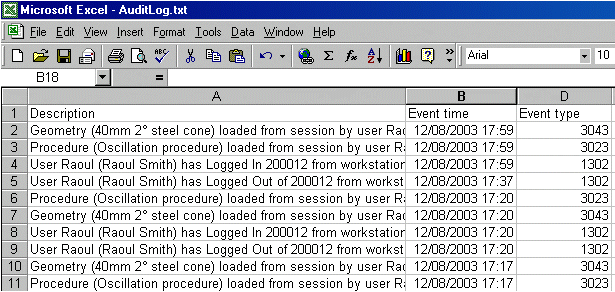 Microsoft Excel - AuditLog.txt
File Edit View Insert Format Tools Data Window Help
Arial 10
B18 =
A B D
1 Description Event time Event type
2 Geometry (40mm 2° steel cone) loaded from session by user Rao 12/08/2003 17:59 3043
3 Procedure (Oscillation procedure) loaded from session by user Ra 12/08/2003 17:59 3023
4 User Raoul (Raoul Smith) has Logged In 200012 from workstation 12/08/2003 17:59 1302
5 User Raoul (Raoul Smith) has Logged Out of 200012 from works 12/08/2003 17:37 1302
6 Procedure (Oscillation procedure) loaded from session by user Ra 12/08/2003 17:20 3023
7 Geometry (40mm 2° steel cone) loaded from session by user Rao 12/08/2003 17:20 3043
8 User Raoul (Raoul Smith) has Logged In 200012 from workstation 12/08/2003 17:20 1302
9 User Raoul (Raoul Smith) has Logged Out of 200012 from works 12/08/2003 17:20 1302
10 Geometry (40mm 2° steel cone) loaded from session by user Rao 12/08/2003 17:17 3043
11 Procedure (Oscillation procedure) loaded from session by user Ra 12/08/2003 17:17 3023